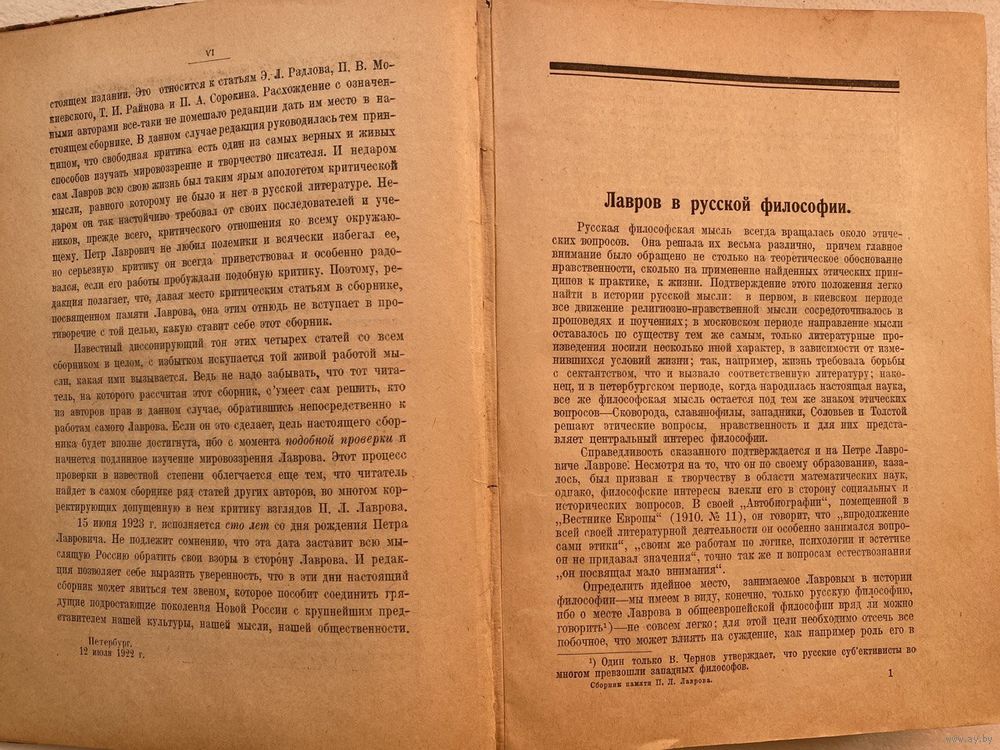 VI
стоящем издании. Это относится к статьям Э. Л. Радлова, П. В. Мо-
киевского, Т. И. Райнова и П. А. Сорокина. Расхождение с означен-
ными авторами все-таки не помешало редакции дать им место в на-
стоящем сборнике. В данном случае редакция руководилась тем прин-
ципом, что свободная критика есть один из самых верных и живых
способов изучать мировоззрение и творчество писателя. И недаром
сам Лавров всю свою жизнь был таким ярым апологетом критической
мысли, равного которому не было и нет в русской литературе. Не-
даром он так настойчиво требовал от своих последователей и уче-
ников, прежде всего, критического отношения ко всему окружаю-
щему. Петр Лаврович не любил полемики и всячески избегал ее,
но серьезную критику он всегда приветствовал и особенно радо-
вался, если его работы пробуждали подобную критику. Поэтому, ре-
дакция полагает, что, давая место критическим статьям в сборнике,
посвященном памяти Лаврова, она этим отнюдь не вступает в про-
тиворечие с той целью, какую ставит себе этот сборник.
Известный диссонирующий тон этих четырех статей со всем
сборником в целом, с избытком искупается той живой работой мы-
сли, какая ими вызывается. Ведь не надо забывать, что тот чита-
тель, на которого рассчитан этот сборник, сумеет сам решить, кто
из авторов прав в данном случае, обратившись непосредственно к
работам самого Лаврова. Если он это сделает, цель настоящего сбор-
ника будет вполне достигнута, ибо с момента подобной проверки и
начнется подлинное изучение мировоззрения Лаврова. Этот процесс
проверки в известной степени облегчается еще тем, что читатель
найдет в самом сборнике ряд статей других авторов, во многом кор-
ректирующих допущенную в нем критику взглядов П. Л. Лаврова.
15 июня 1923 г. исполняется сто лет со дня рождения Петра
Лавровича. Не подлежит сомнению, что эта дата заставит всю мы-
слящую Россию обратить свои взоры в сторону Лаврова. И редак-
ция позволяет себе выразить уверенность, что в эти дни настоящий
сборник может явиться тем звеном, которое пособит соединить гря-
дущие подростающие поколения Новой России с крупнейшим пред-
ставителем нашей культуры, нашей мысли, нашей общественности.
Петербург.
12 июля 1922 г.
Лавров в русской философии.
Русская философская мысль всегда вращалась около этиче-
ских вопросов. Она решала их весьма различно, причем главное
внимание было обращено не столько на теоретическое обоснование
нравственности, сколько на применение найденных этических прин-
ципов к практике, к жизни. Подтверждение этого положения легко
найти в истории русской мысли: в первом, в киевском периоде
все движение религиозно-нравственной мысли сосредоточивалось в
проповедях и поучениях; в московском периоде направление мысли
оставалось по существу тем же самым, только литературные про-
изведения носили несколько иной характер, в зависимости от изме-
нившихся условий жизни; так, например, жизнь требовала борьбы
с сектантством, что и вызвало соответственную литературу; нако-
нец, и в петербургском периоде, когда народилась настоящая наука,
все же философская мысль остается под тем же знаком этических
вопросов—Сковорода, славянофилы, западники, Соловьев и Толстой
решают этические вопросы, нравственность и для них предста-
вляет центральный интерес философии.
Справедливость сказанного подтверждается и на Петре Лавро-
виче Лаврове. Несмотря на то, что он по своему образованию, каза-
лось, был призван к творчеству в области математических наук,
однако, философские интересы влекли его в сторону социальных и
исторических вопросов. В своей „Автобиографии“, помещенной в
„Вестнике Европы“ (1910. № 11), он говорит, что „впродолжение
всей своей литературной деятельности он особенно занимался вопро-
сами этики“, „своим же работам по логике, психологии и эстетике
он не придавал значения“, точно так же и вопросам естествознания
„он посвящал мало внимания“.
Определить идейное место, занимаемое Лавровым в истории
философии—мы имеем в виду, конечно, только русскую философию,
ибо о месте Лаврова в общеевропейской философии вряд ли можно
говорить¹)—не совсем легко; для этой цели необходимо отсечь все
побочное, что может влиять на суждение, как например роль его в
¹) Один только В. Чернов утверждает, что русские суб'ективисты во
многом превзошли западных философов.
Сборник памяти П. Л. Лаврова.
1
www.ay.by